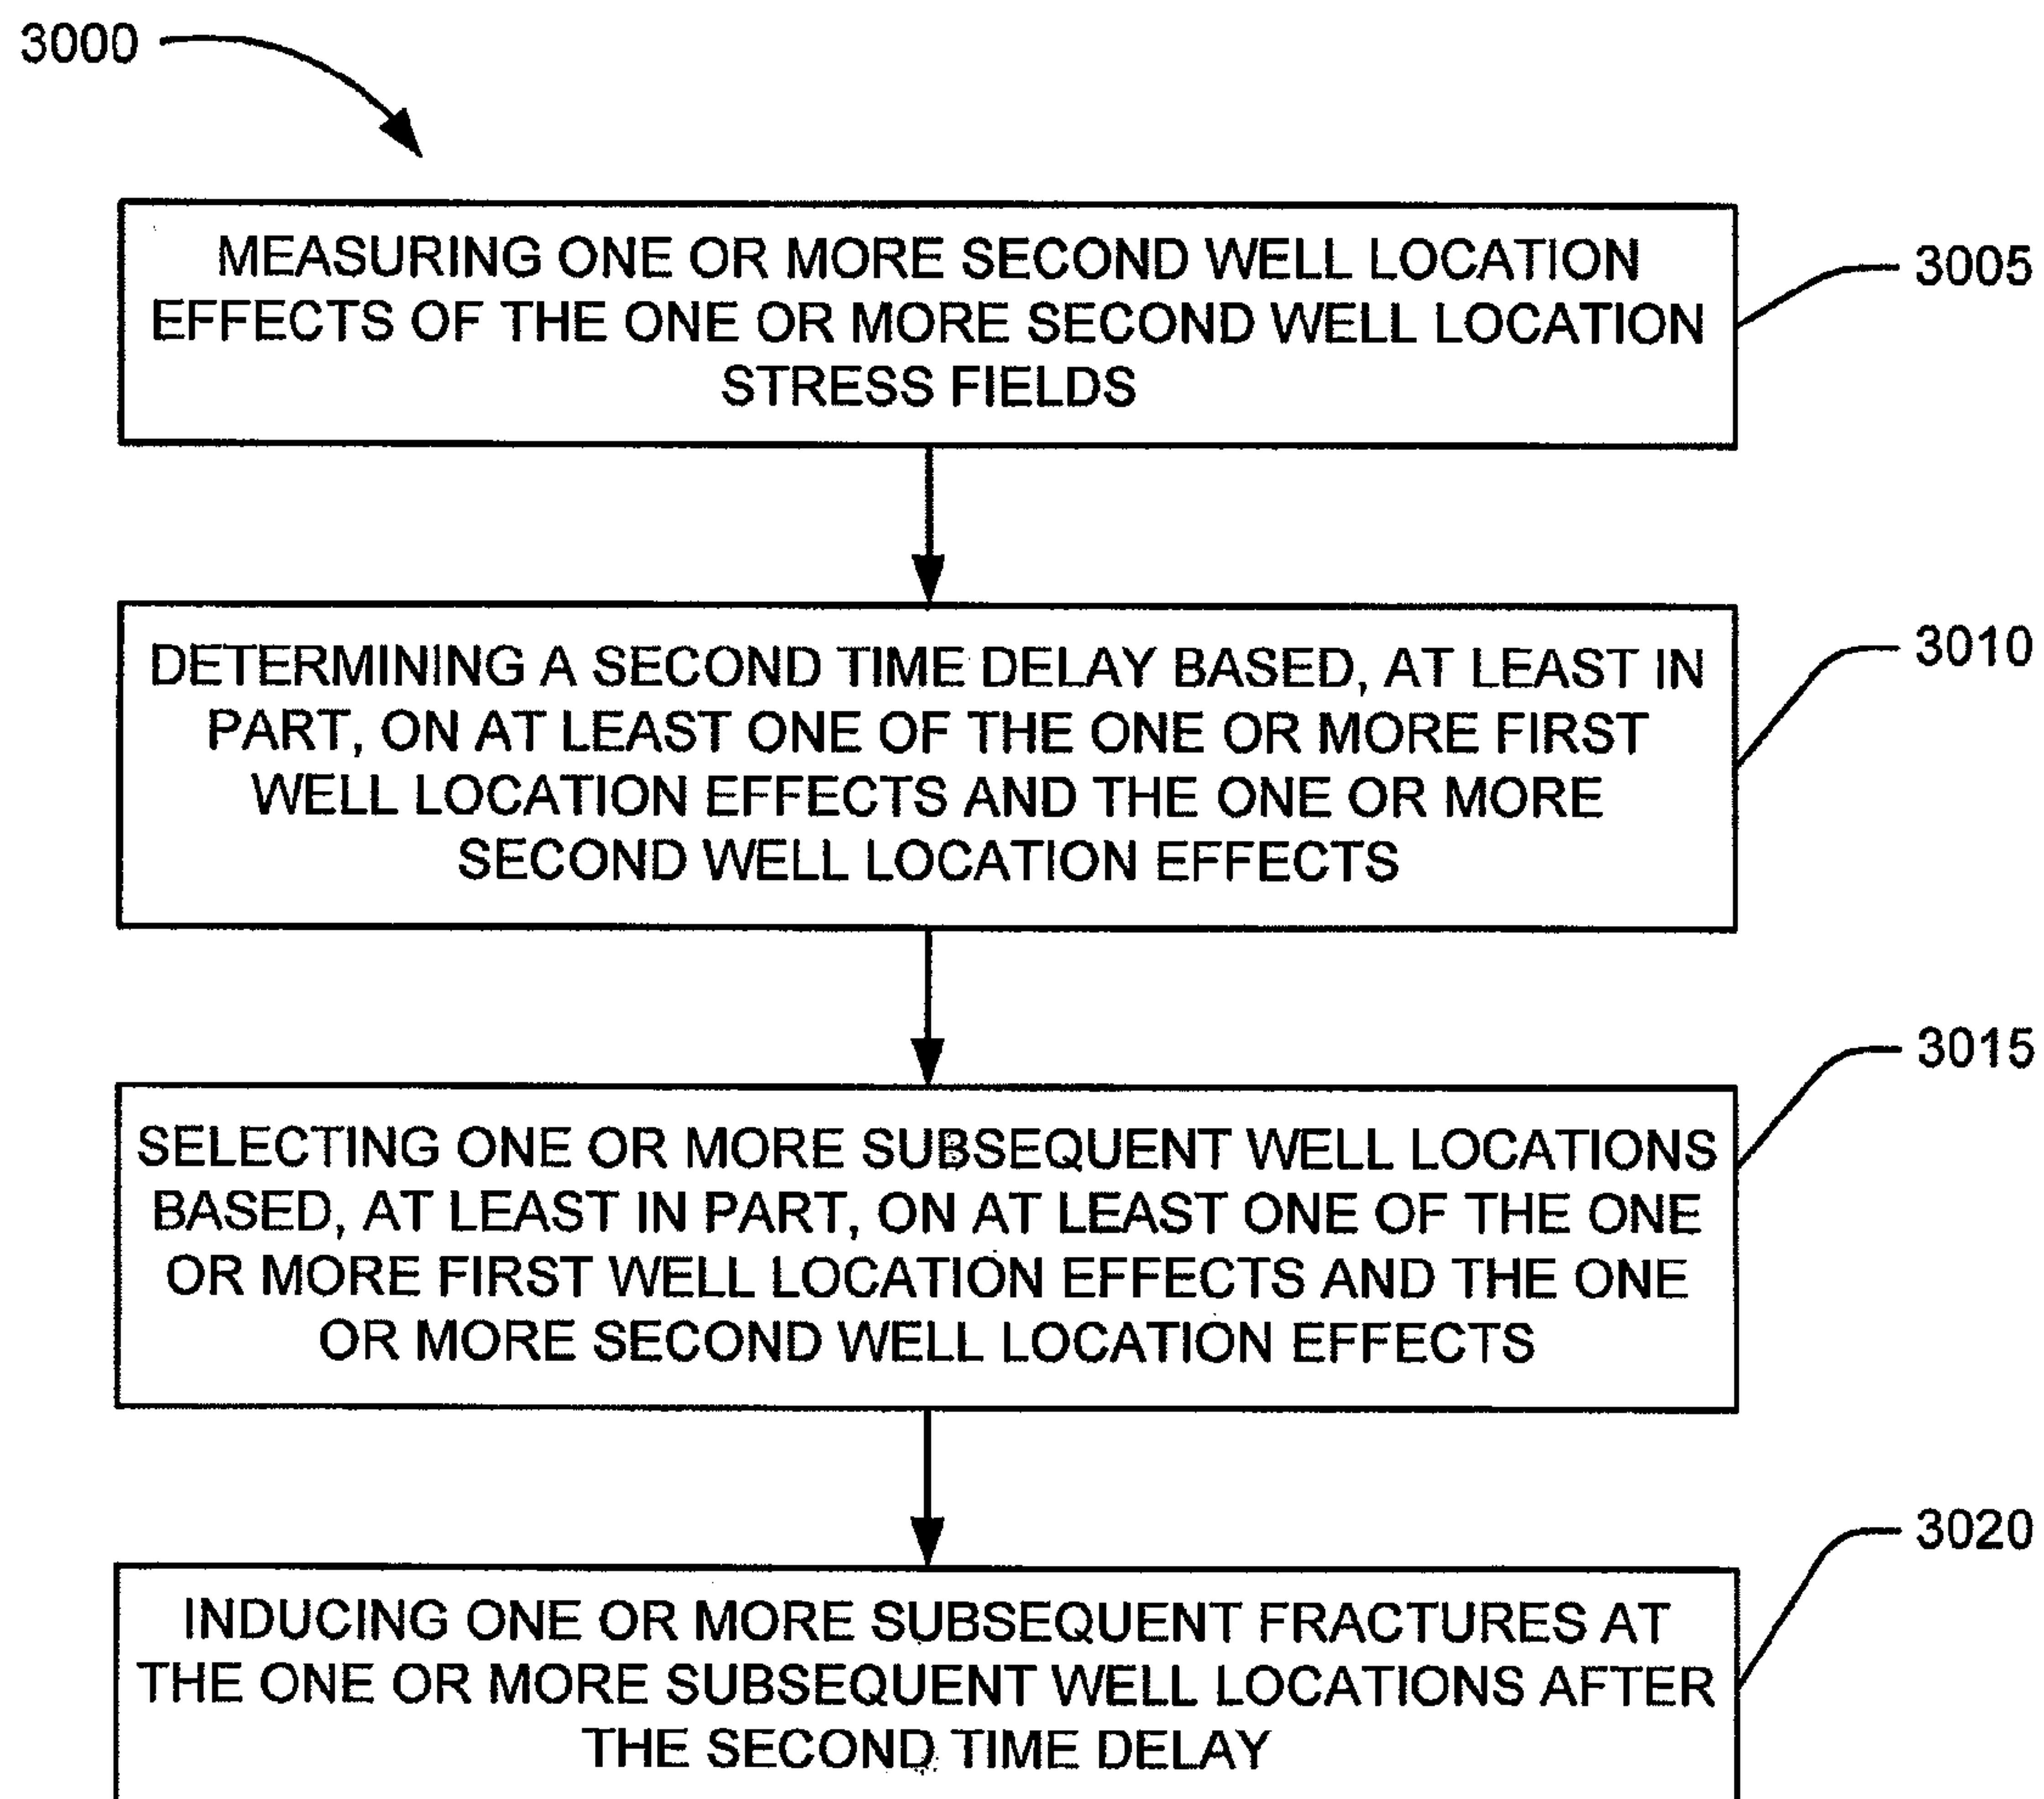 3000
MEASURING ONE OR MORE SECOND WELL LOCATION
EFFECTS OF THE ONE OR MORE SECOND WELL LOCATION
STRESS FIELDS
3005
DETERMINING A SECOND TIME DELAY BASED, AT LEAST IN
PART, ON AT LEAST ONE OF THE ONE OR MORE FIRST
WELL LOCATION EFFECTS AND THE ONE OR MORE
SECOND WELL LOCATION EFFECTS
3010
SELECTING ONE OR MORE SUBSEQUENT WELL LOCATIONS
BASED, AT LEAST IN PART, ON AT LEAST ONE OF THE ONE
OR MORE FIRST WELL LOCATION EFFECTS AND THE ONE
OR MORE SECOND WELL LOCATION EFFECTS
3015
INDUCING ONE OR MORE SUBSEQUENT FRACTURES AT
THE ONE OR MORE SUBSEQUENT WELL LOCATIONS AFTER
THE SECOND TIME DELAY
3020